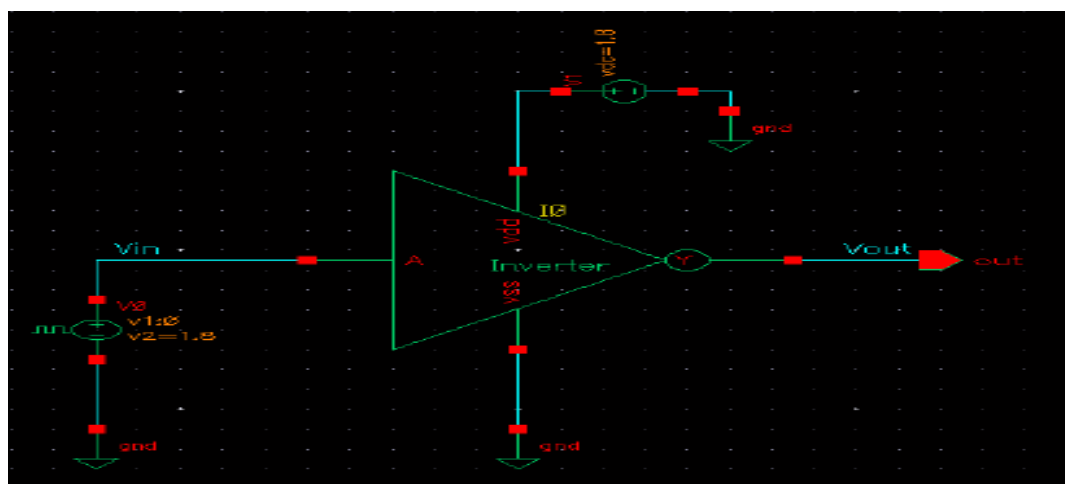 vdc=1.8
V1
gnd
I0
vdd
Vin
A
Inverter
Y
Vout
out
vss
V0
v1:0
v2=1.8
gnd
gnd